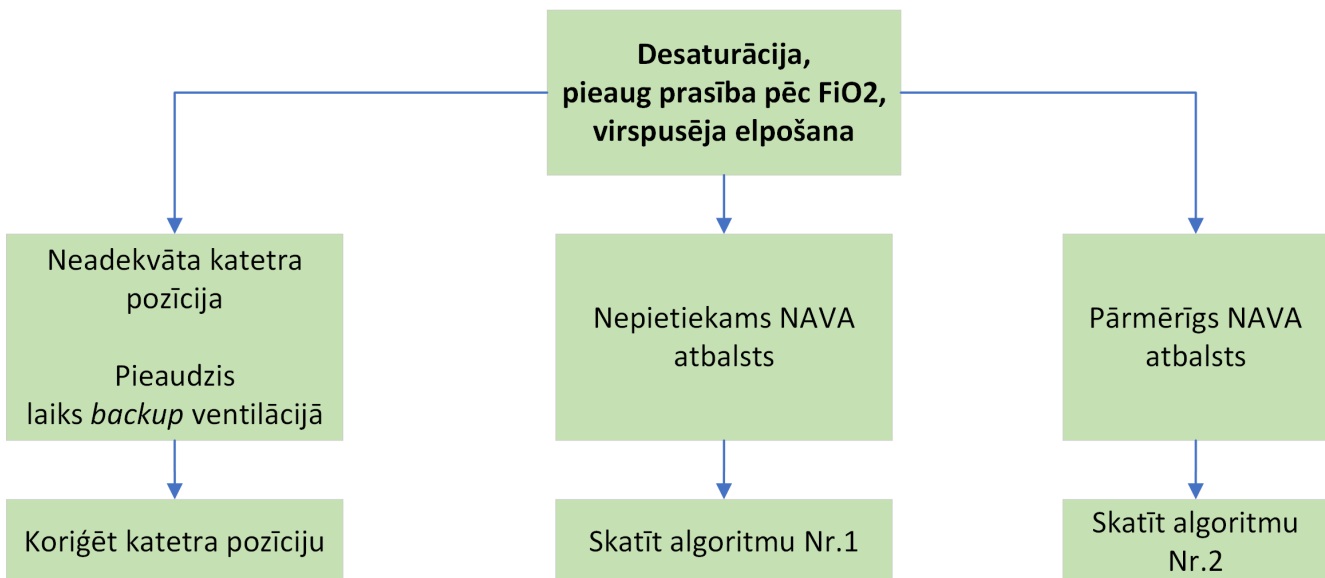 Desaturācija,
pieaug prasība pēc FiO2,
virspusēja elpošana
Neadekvāta katetra
pozīcija
Pieaudzis
laiks backup ventilācijā
Nepietiekams NAVA
atbalsts
Pārmērīgs NAVA
atbalsts
Koriģēt katetra pozīciju
Skatīt algoritmu Nr.1
Skatīt algoritmu
Nr.2